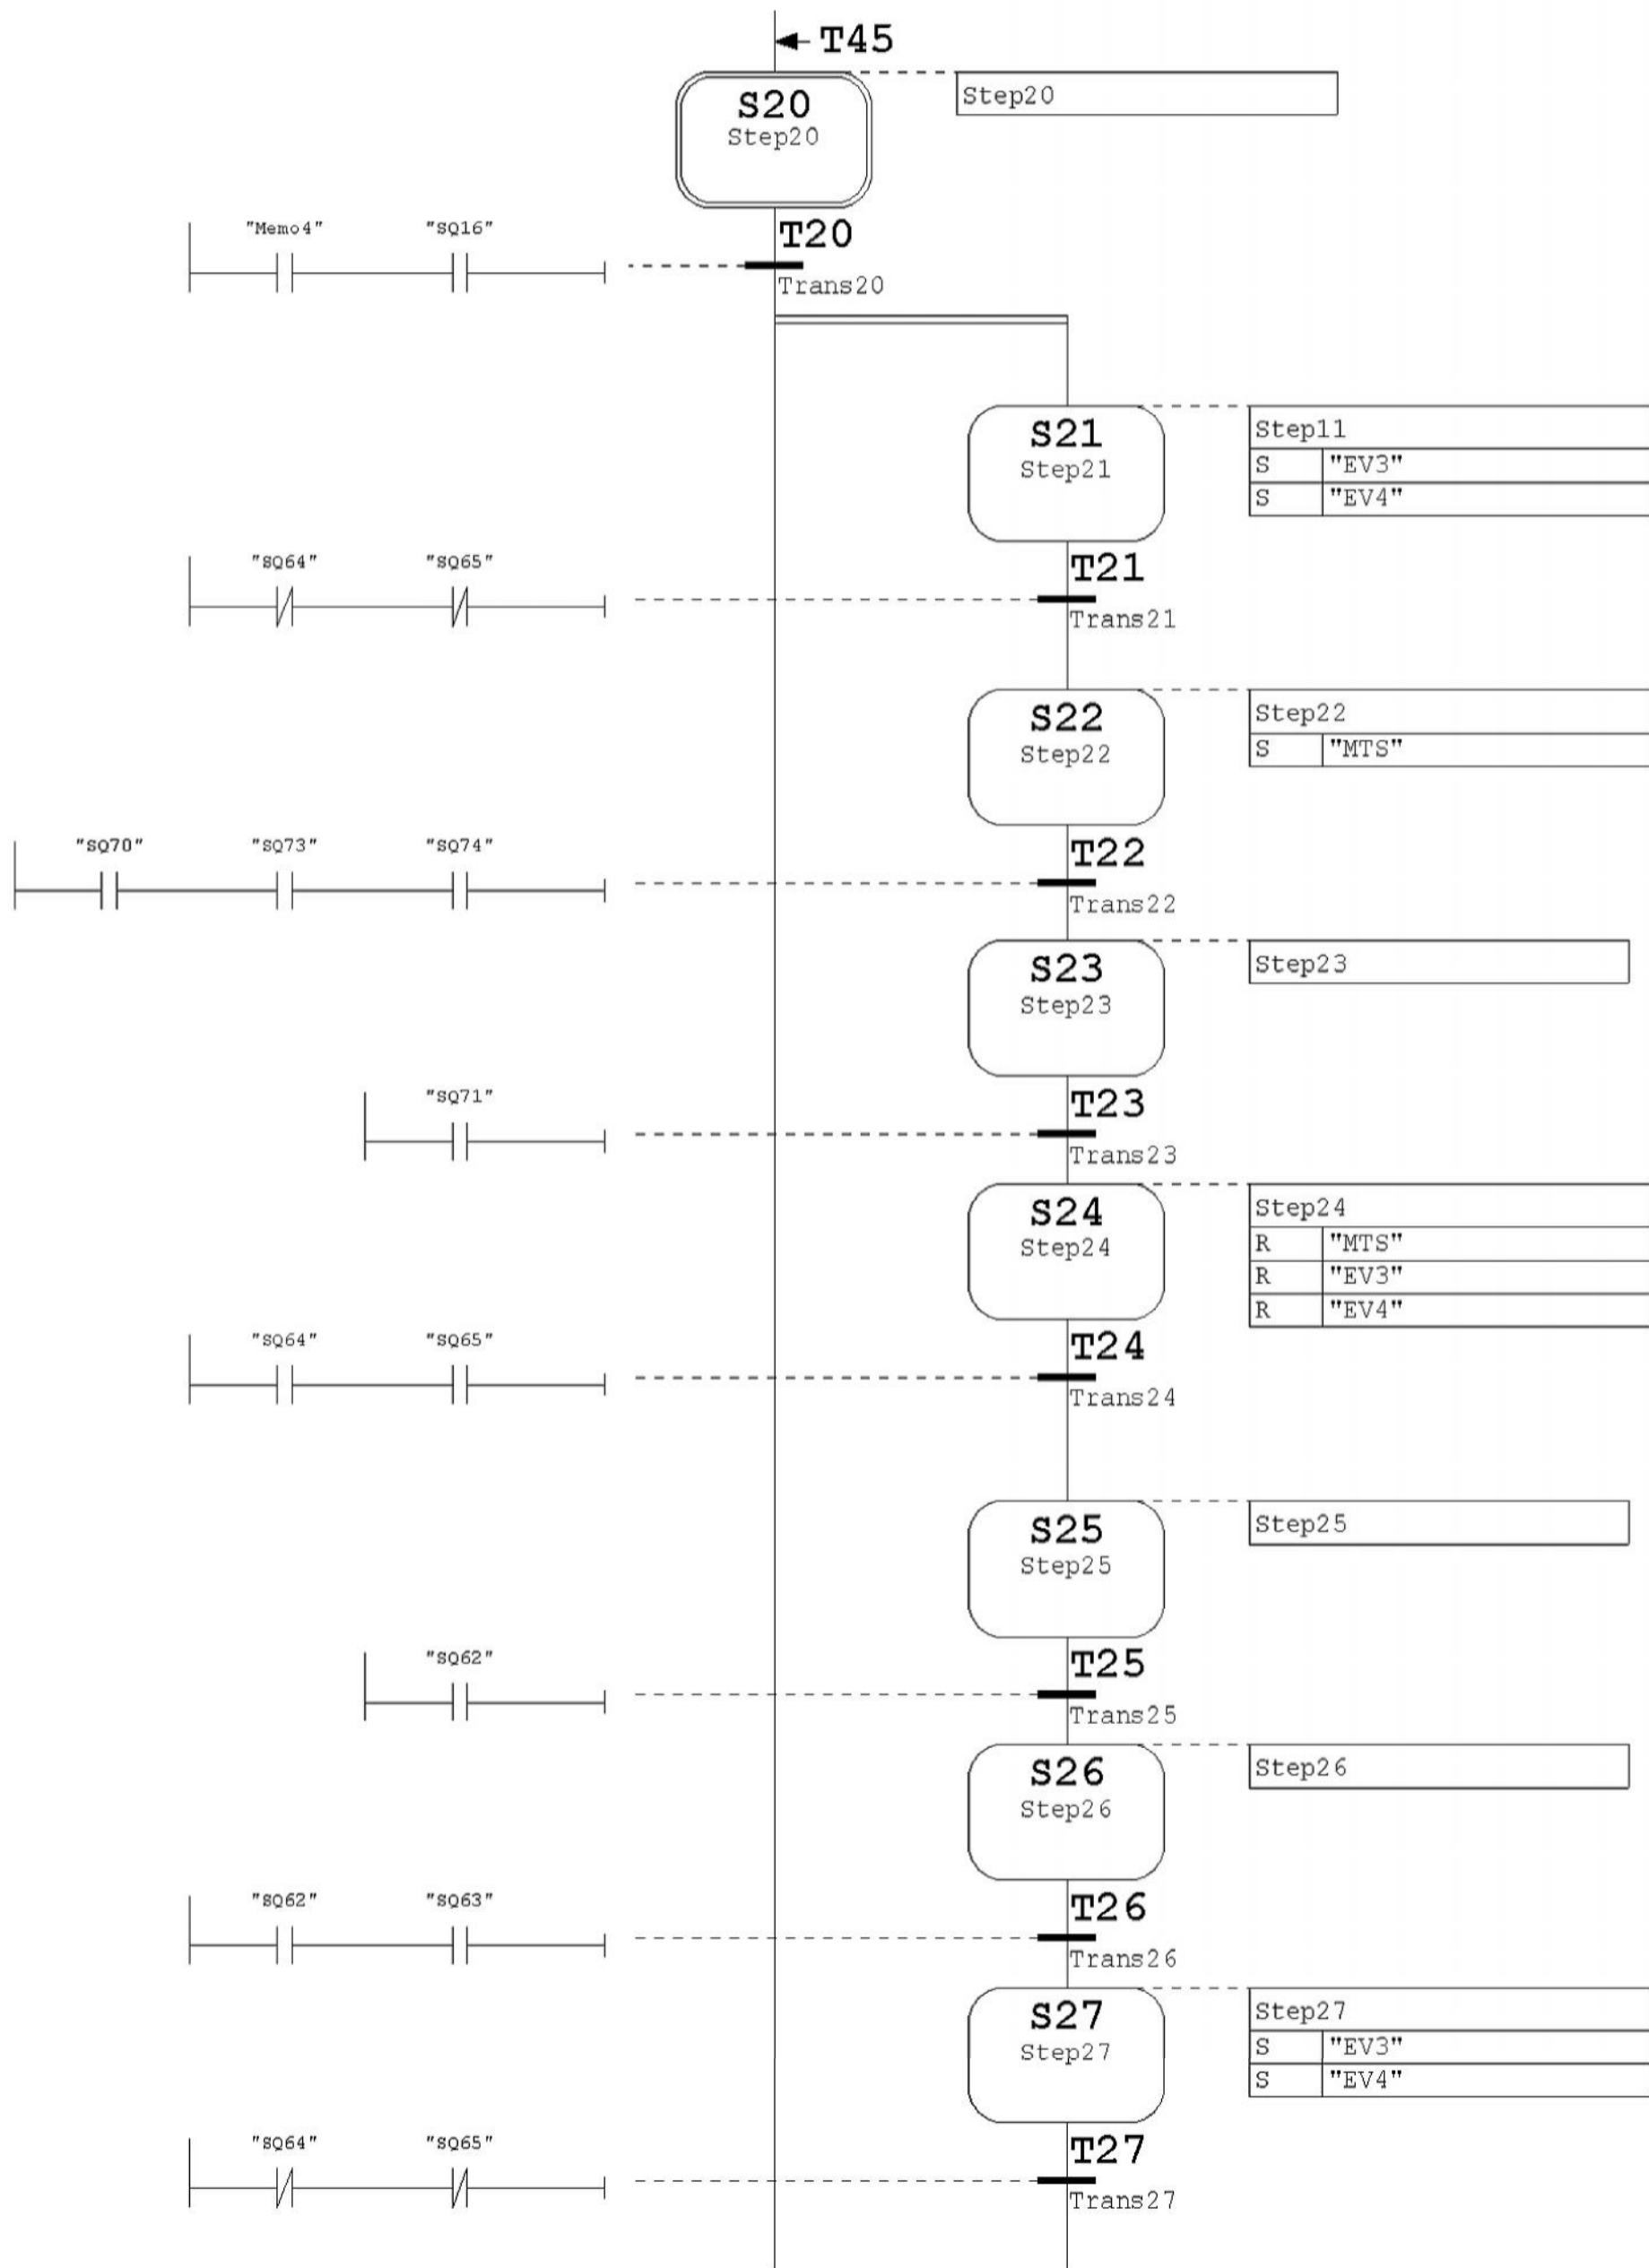 T45
S20
Step20
Step20
"Memo4" "SQ16"
T20
Trans20
S21
Step21
Step11
S "EV3"
S "EV4"
"SQ64" "SQ65"
T21
Trans21
S22
Step22
Step22
S "MTS"
"SQ70" "SQ73" "SQ74"
T22
Trans22
S23
Step23
Step23
"SQ71"
T23
Trans23
S24
Step24
Step24
R "MTS"
R "EV3"
R "EV4"
"SQ64" "SQ65"
T24
Trans24
S25
Step25
Step25
"SQ62"
T25
Trans25
S26
Step26
Step26
"SQ62" "SQ63"
T26
Trans26
S27
Step27
Step27
S "EV3"
S "EV4"
"SQ64" "SQ65"
T27
Trans27